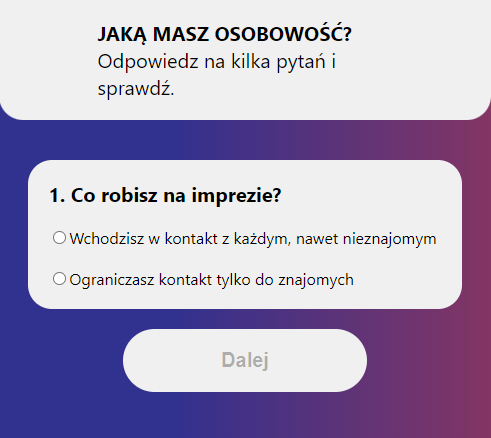 JAKĄ MASZ OSOBOWOŚĆ?
Odpowiedz na kilka pytań i
sprawdź.
1. Co robisz na imprezie?
Wchodzisz w kontakt z każdym, nawet nieznajomym
Ograniczasz kontakt tylko do znajomych
Dalej